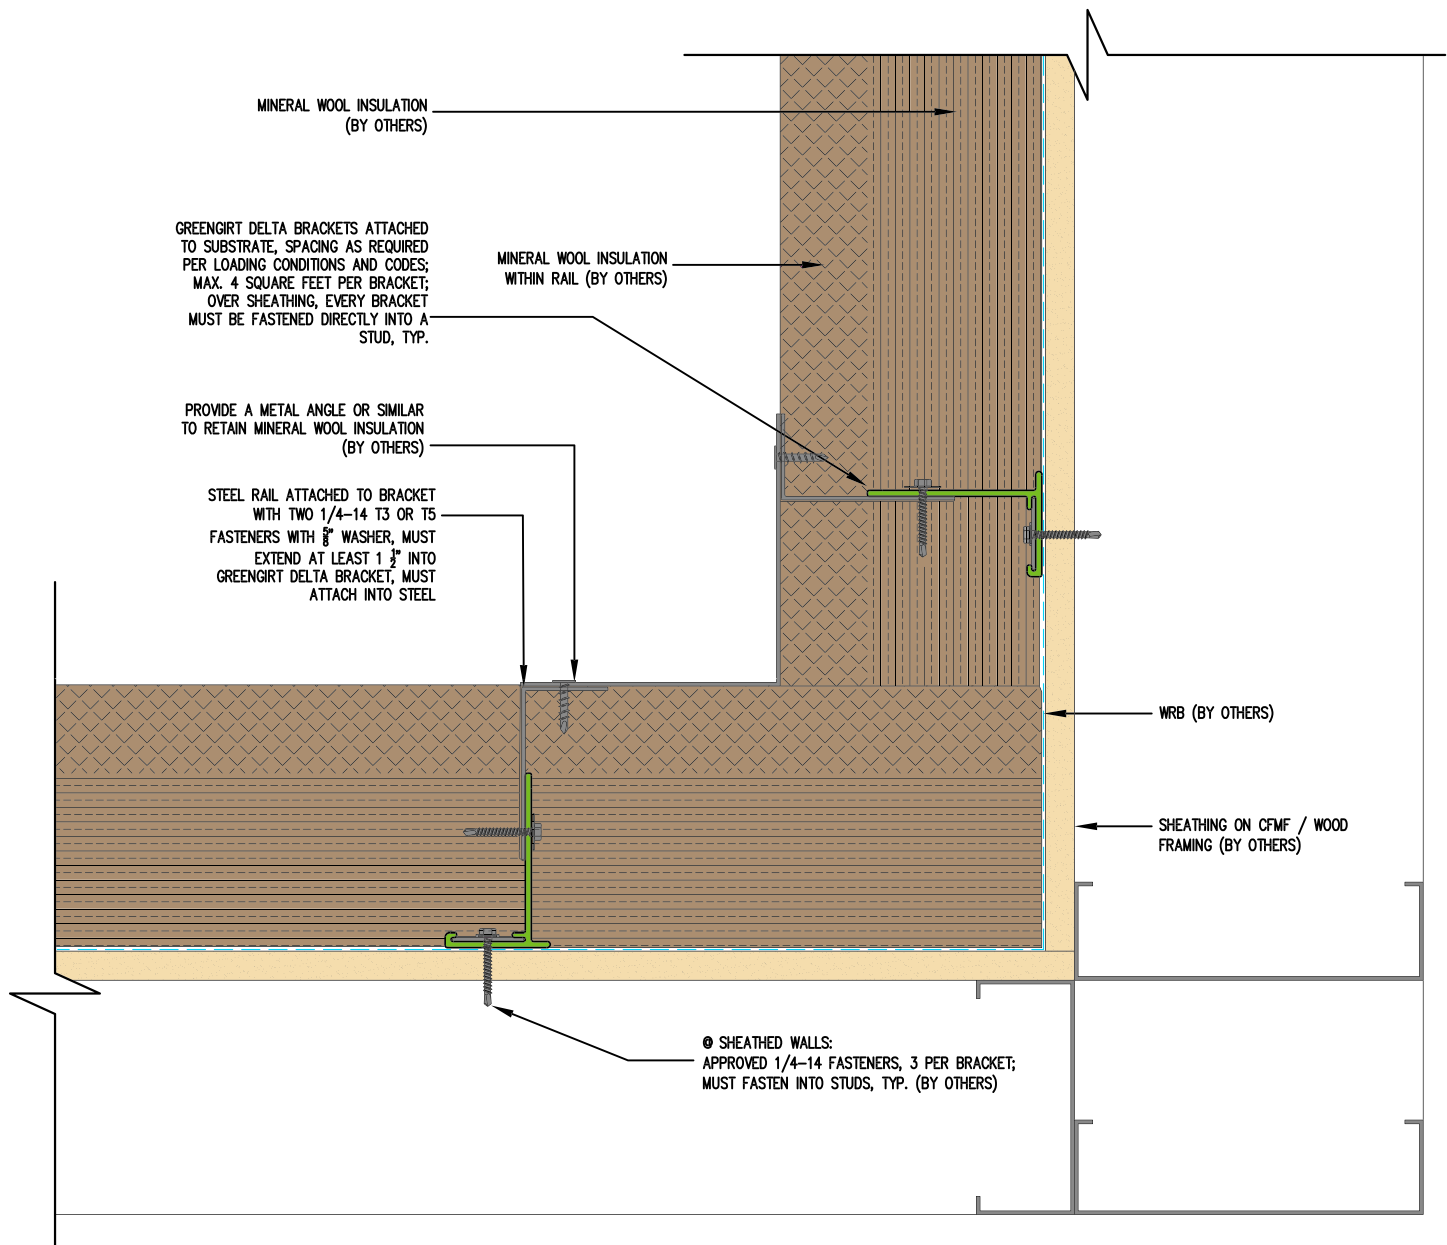 MINERAL WOOL INSULATION
(BY OTHERS)
GREENGIRT DELTA BRACKETS ATTACHED
TO SUBSTRATE, SPACING AS REQUIRED
PER LOADING CONDITIONS AND CODES;
MAX. 4 SQUARE FEET PER BRACKET;
OVER SHEATHING, EVERY BRACKET
MUST BE FASTENED DIRECTLY INTO A
STUD, TYP.
MINERAL WOOL INSULATION
WITHIN RAIL (BY OTHERS)
PROVIDE A METAL ANGLE OR SIMILAR
TO RETAIN MINERAL WOOL INSULATION
(BY OTHERS)
STEEL RAIL ATTACHED TO BRACKET
WITH TWO 1/4-14 T3 OR T5
FASTENERS WITH 5/8" WASHER, MUST
EXTEND AT LEAST 1 1/2" INTO
GREENGIRT DELTA BRACKET, MUST
ATTACH INTO STEEL
WRB (BY OTHERS)
SHEATHING ON CFMF / WOOD
FRAMING (BY OTHERS)
@ SHEATHED WALLS:
APPROVED 1/4-14 FASTENERS, 3 PER BRACKET;
MUST FASTEN INTO STUDS, TYP. (BY OTHERS)